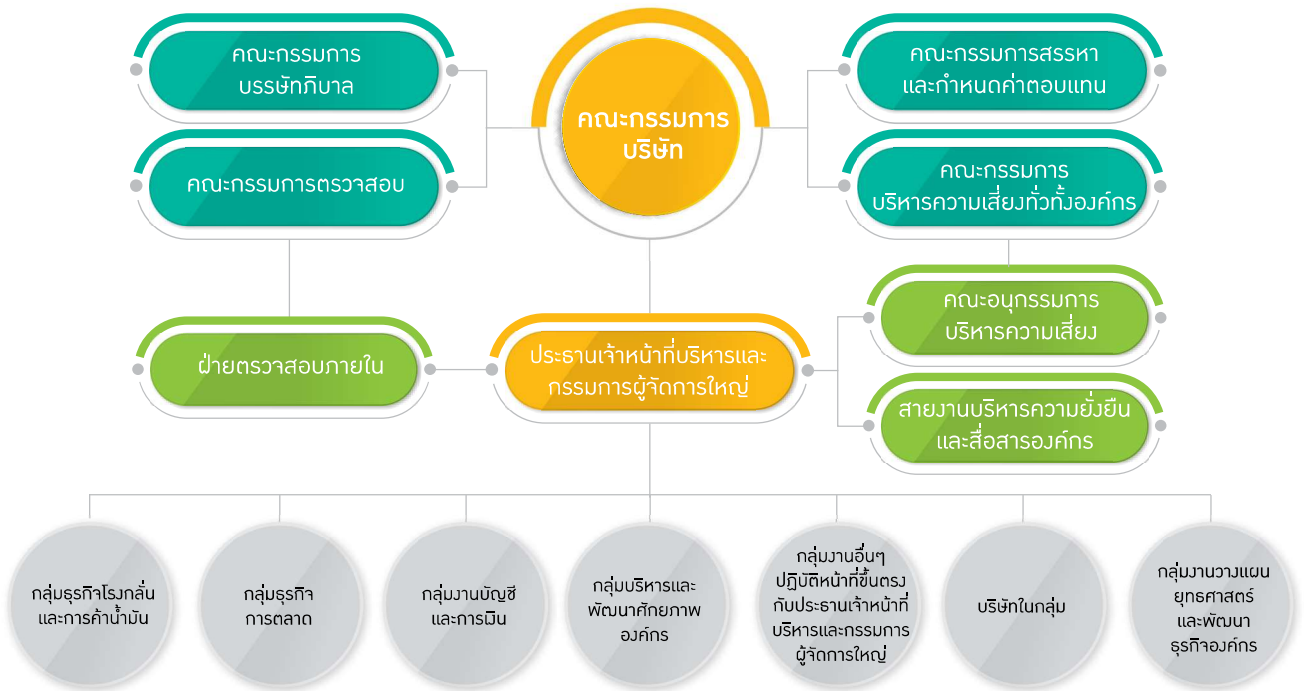 คณะกรรมการ
บรรษัทภิบาล
คณะกรรมการ
บริษัท
คณะกรรมการสรรหา
และกำหนดค่าตอบแทน
คณะกรรมการตรวจสอบ
คณะกรรมการ
บริหารความเสี่ยงทั่วทั้งองค์กร
คณะอนุกรรมการ
บริหารความเสี่ยง
ฝ่ายตรวจสอบภายใน
ประธานเจ้าหน้าที่บริหารและ
กรรมการผู้จัดการใหญ่
สายงานบริหารความยั่งยืน
และสื่อสารองค์กร
กลุ่มธุรกิจโรงกลั่น
และการค้าน้ำมัน
กลุ่มธุรกิจ
การตลาด
กลุ่มงานบัญชี
และการเงิน
กลุ่มบริหารและ
พัฒนาศักยภาพ
องค์กร
กลุ่มงานอื่นๆ
ปฏิบัติหน้าที่ขึ้นตรง
กับประธานเจ้าหน้าที่
บริหารและกรรมการ
ผู้จัดการใหญ่
บริษัทในกลุ่ม
กลุ่มงานวางแผน
ยุทธศาสตร์
และพัฒนา
ธุรกิจองค์กร